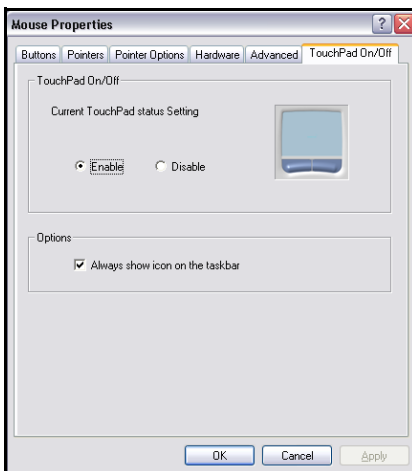 Mouse Properties
Buttons Pointers Pointer Options Hardware Advanced TouchPad On/Off
TouchPad On/Off
Current TouchPad status Setting
Enable Disable
Options
Always show icon on the taskbar
OK Cancel Apply